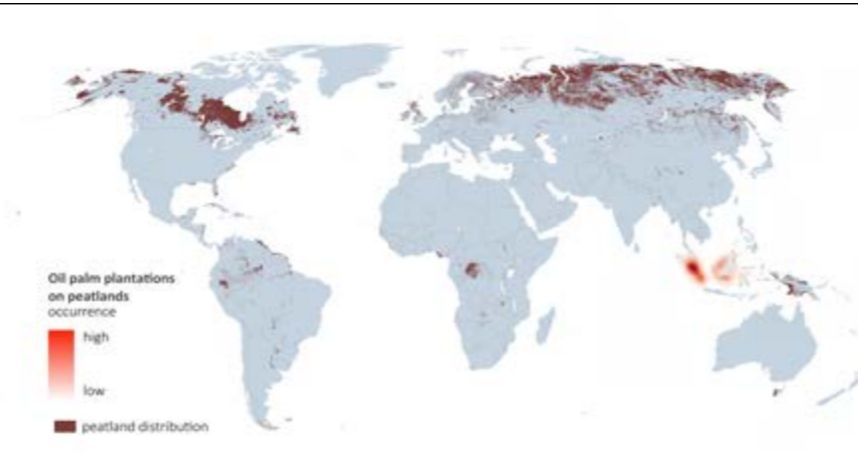 Oil palm plantations
on peatlands
occurrence
high
low
peatland distribution